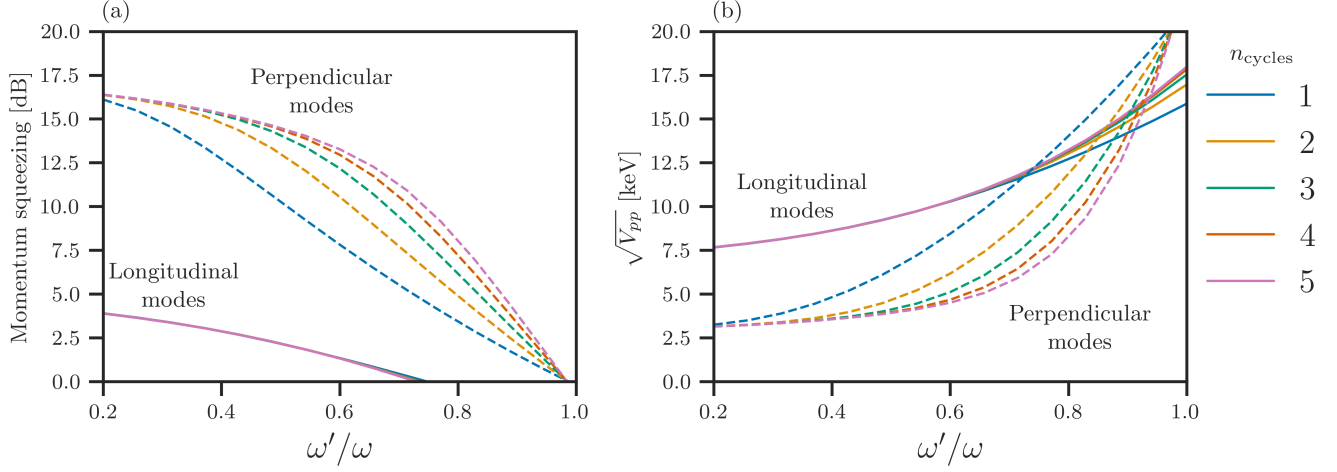 (a)
Momentum squeezing [dB]
20.0
17.5
15.0
12.5
10.0
7.5
5.0
2.5
0.0
Perpendicular
modes
Longitudinal
modes
0.2
0.4
0.6
0.8
1.0
ω′/ω
(b)
√V_pp [keV]
20.0
17.5
15.0
12.5
10.0
7.5
5.0
2.5
0.0
Longitudinal
modes
Perpendicular
modes
0.2
0.4
0.6
0.8
1.0
ω′/ω
n_cycles
1
2
3
4
5